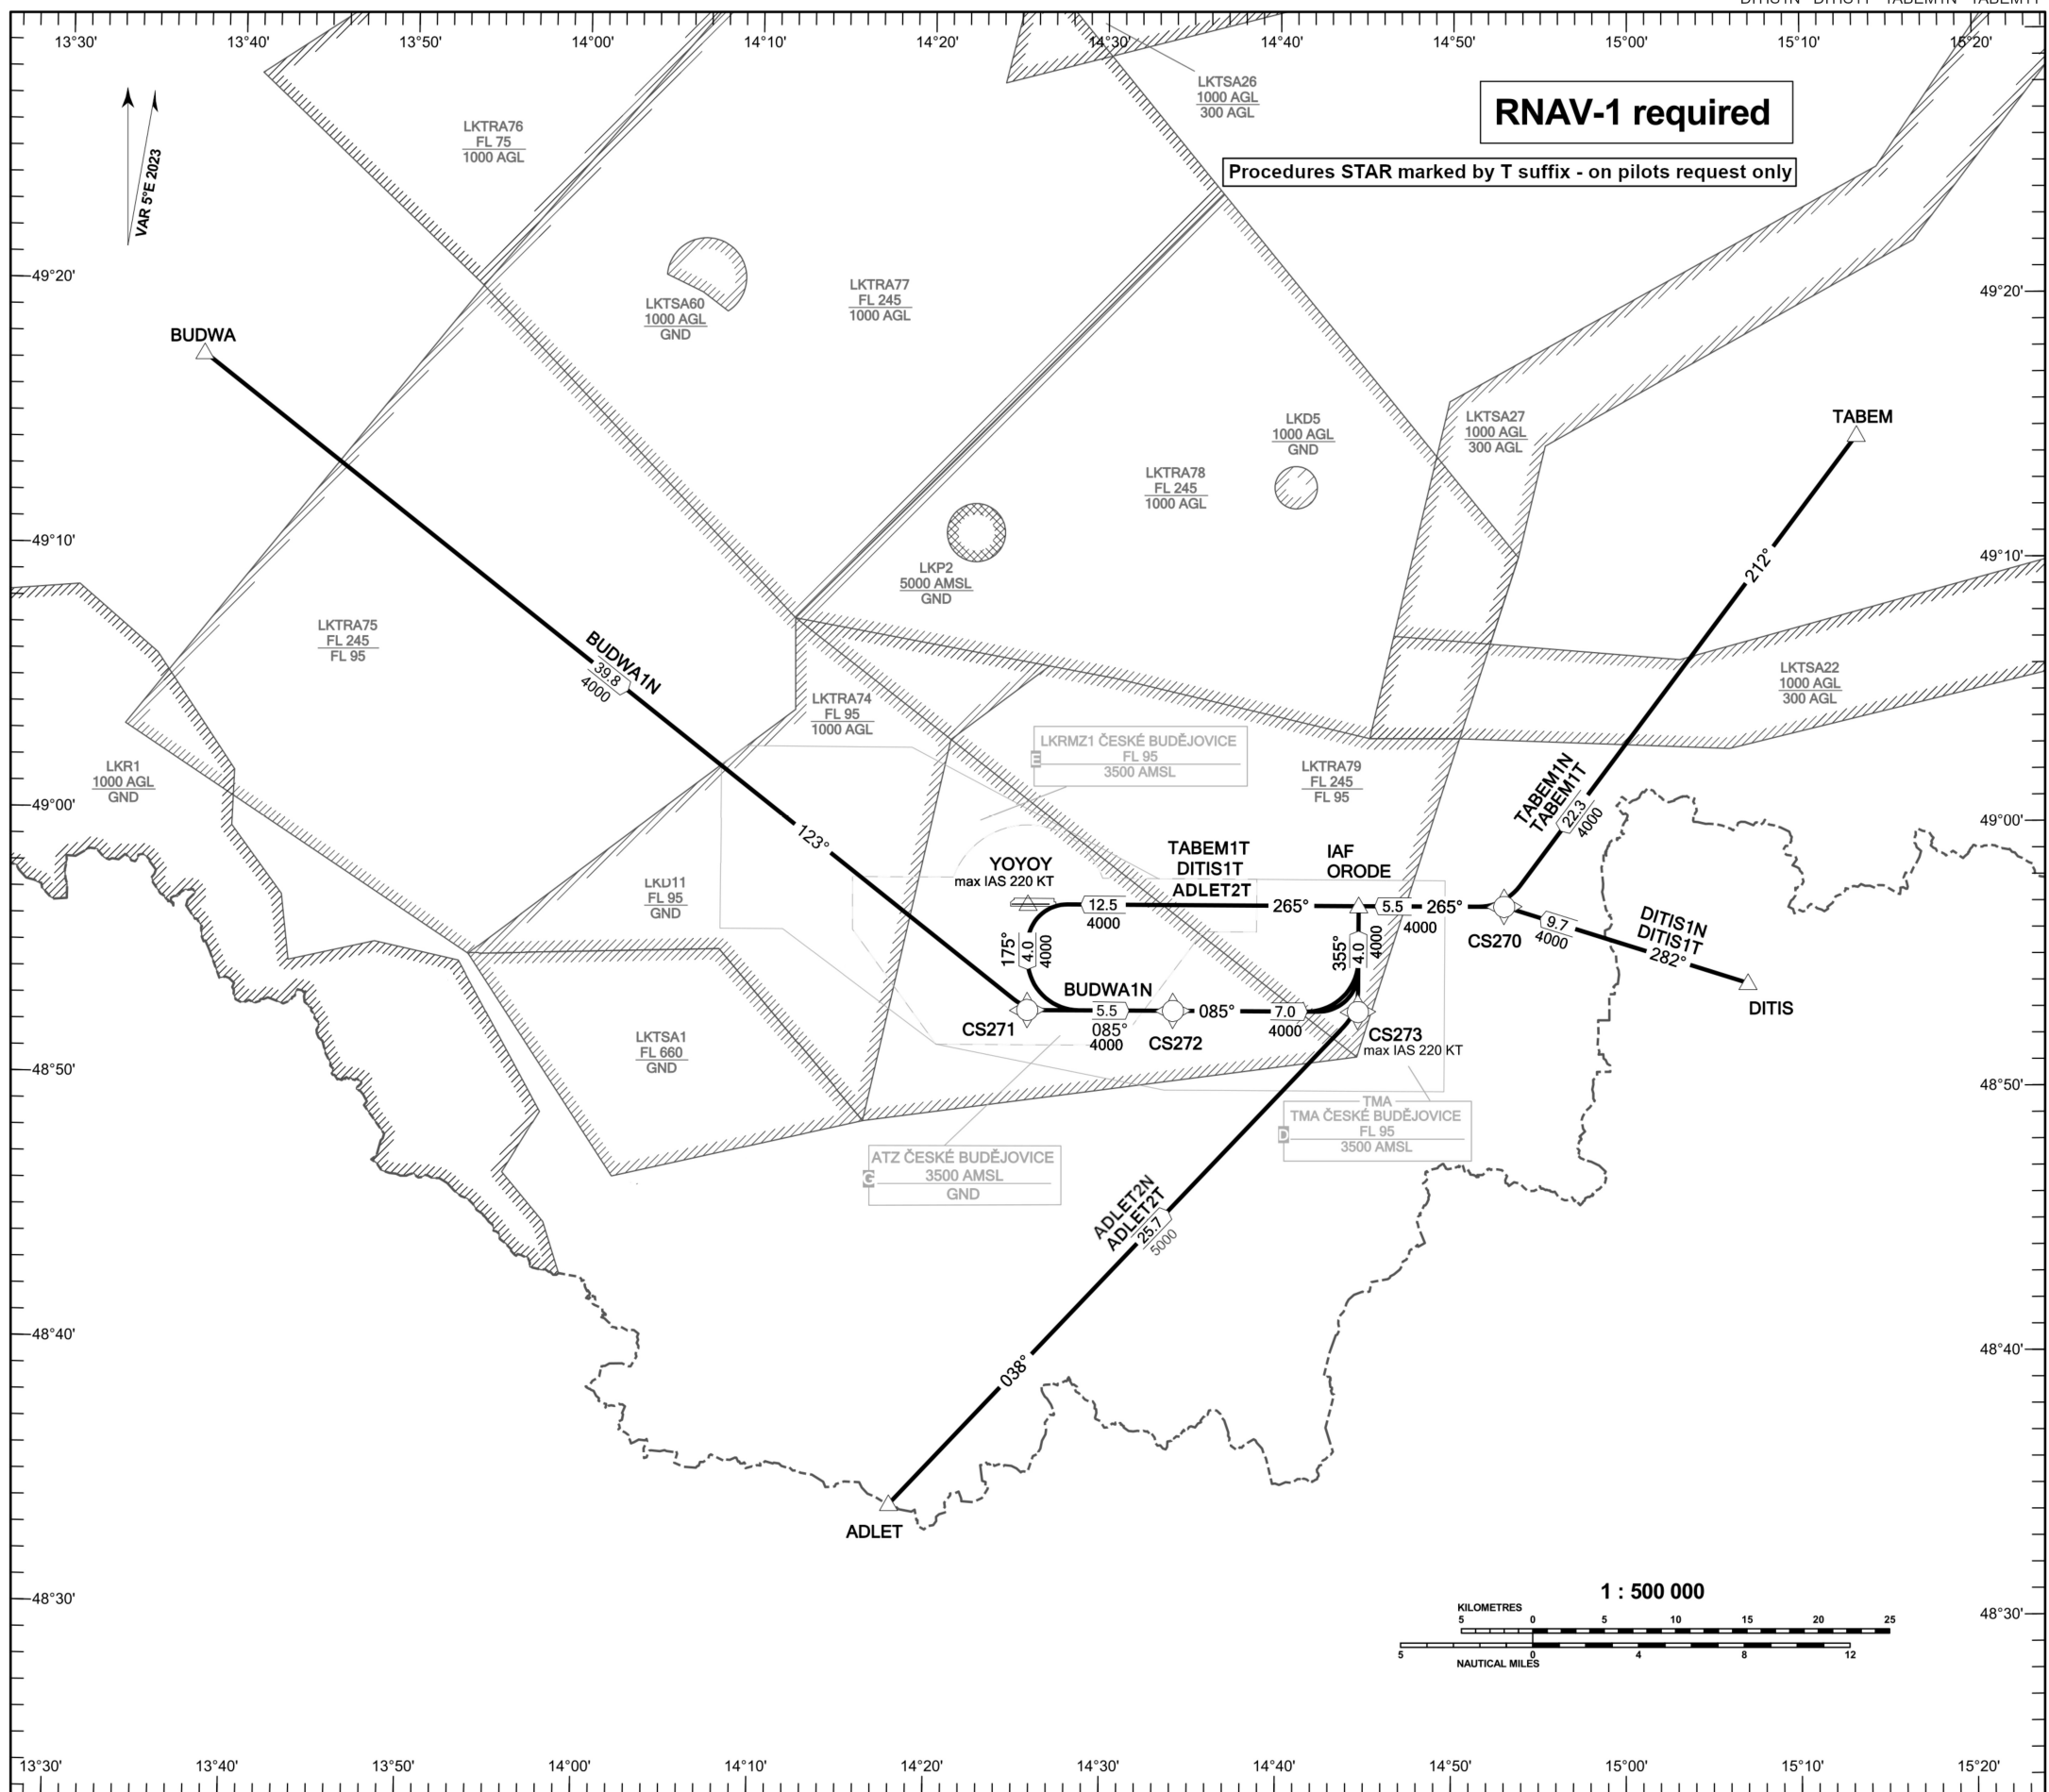 13°30' 13°40' 13°50' 14°00' 14°10' 14°20' 14°30' 14°40' 14°50' 15°00' 15°10' 15°20'
VAR 5°E 2023
LKTRA76
FL 75
1000 AGL
LKTSA26
1000 AGL
300 AGL
RNAV-1 required
Procedures STAR marked by T suffix - on pilots request only
49°20'
49°20'
LKTSA60
1000 AGL
GND
LKTRA77
FL 245
1000 AGL
BUDWA
LKD5
1000 AGL
GND
LKTSA27
1000 AGL
300 AGL
TABEM
LKTRA78
FL 245
1000 AGL
49°10'
49°10'
212°
LKP2
5000 AMSL
GND
LKTRA75
FL 245
FL 95
BUDWA1N
39.8
4000
LKTSA22
1000 AGL
300 AGL
LKTRA74
FL 95
1000 AGL
LKRMZ1 ČESKÉ BUDĚJOVICE
FL 95
3500 AMSL
E
LKR1
1000 AGL
GND
LKTRA79
FL 245
FL 95
TABEM1N
TABEM1T
22.3
4000
49°00'
49°00'
123°
YOYOY
max IAS 220 KT
TABEM1T
DITIS1T
ADLET2T
IAF
ORODE
LKD11
FL 95
GND
12.5
4000
265°
5.5
4000
265°
CS270
9.7
4000
DITIS1N
DITIS1T
282°
DITIS
175°
4.0
4000
355°
4.0
4000
BUDWA1N
CS271
5.5
085°
4000
CS272
085°
7.0
4000
CS273
max IAS 220 KT
LKTSA1
FL 660
GND
48°50'
48°50'
TMA
TMA ČESKÉ BUDĚJOVICE
FL 95
3500 AMSL
D
ATZ ČESKÉ BUDĚJOVICE
3500 AMSL
GND
G
ADLET2N
ADLET2T
25.7
5000
48°40'
48°40'
038°
ADLET
1 : 500 000
KILOMETRES
5 0 5 10 15 20 25
5 0 4 8 12
NAUTICAL MILES
48°30'
48°30'
13°30' 13°40' 13°50' 14°00' 14°10' 14°20' 14°30' 14°40' 14°50' 15°00' 15°10' 15°20'